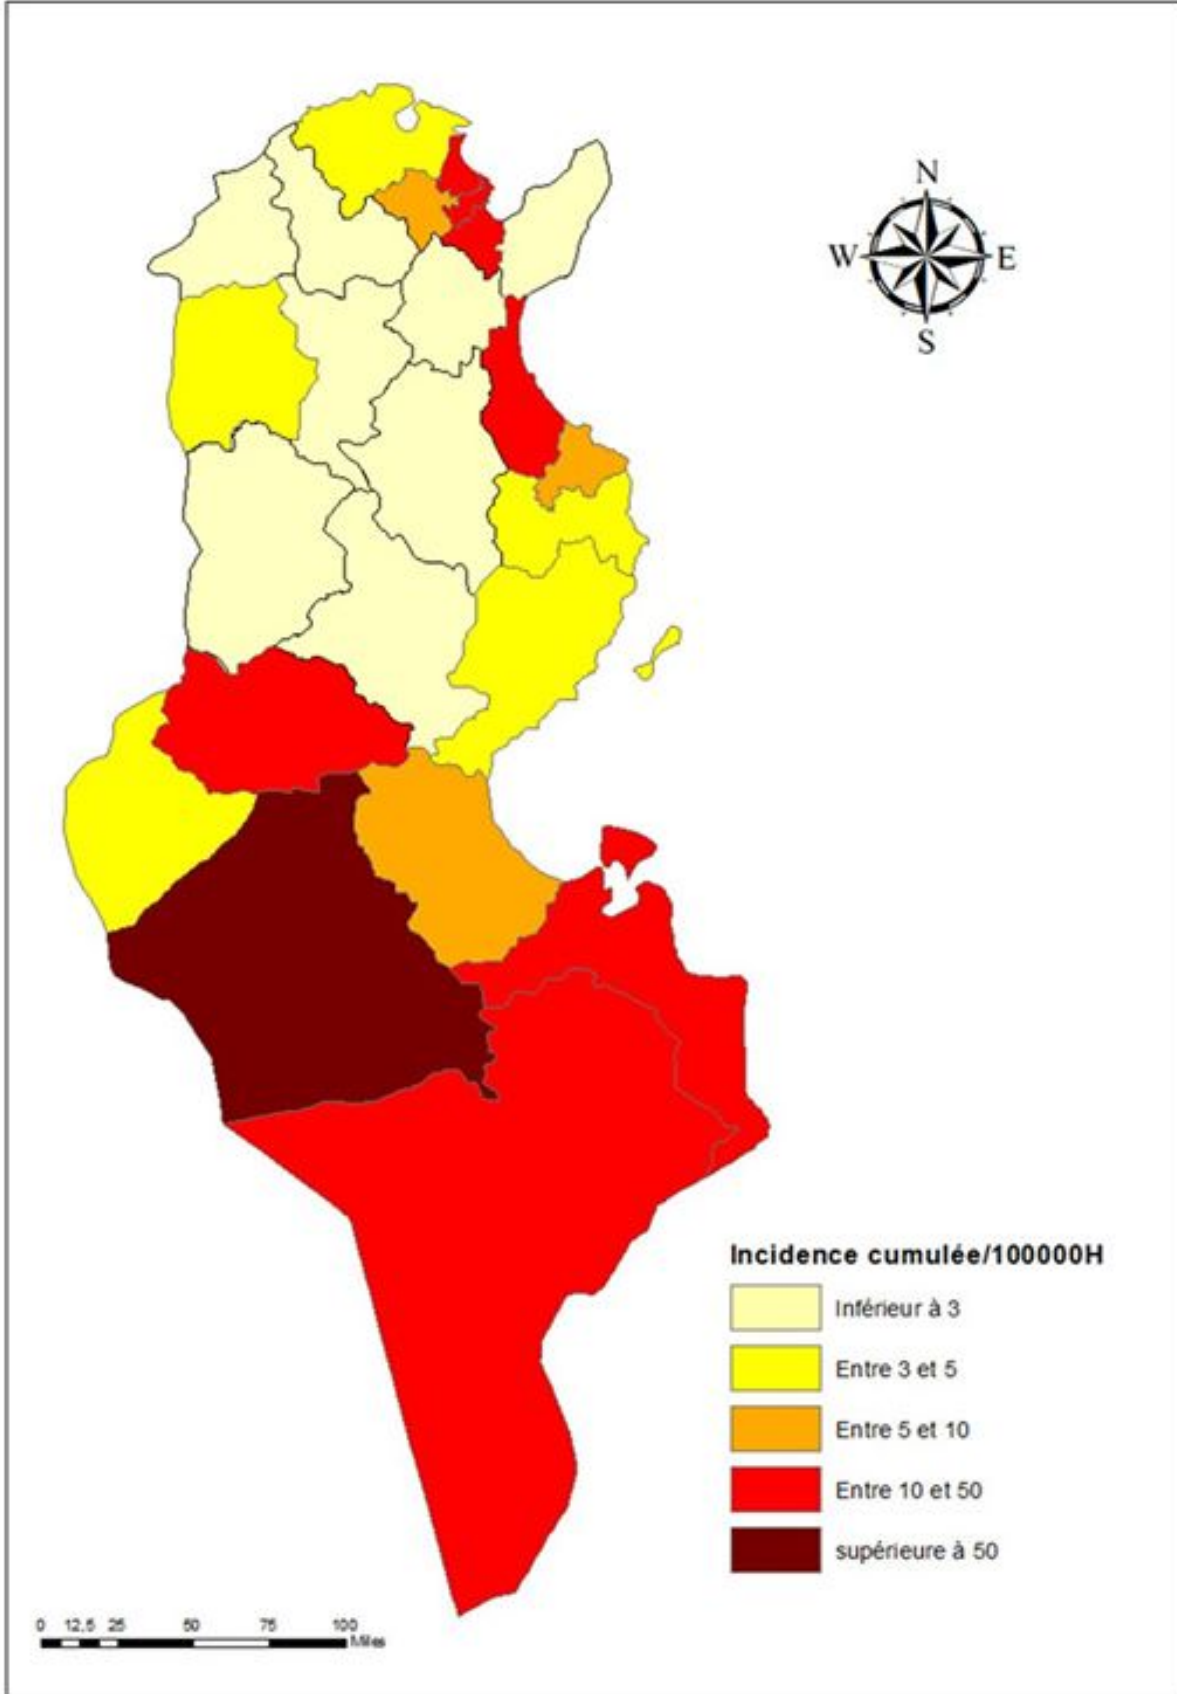 N
W E
S
Incidence cumulée/100000H
Inférieur à 3
Entre 3 et 5
Entre 5 et 10
Entre 10 et 50
supérieure à 50
0 12,5 25 50 75 100
Miles